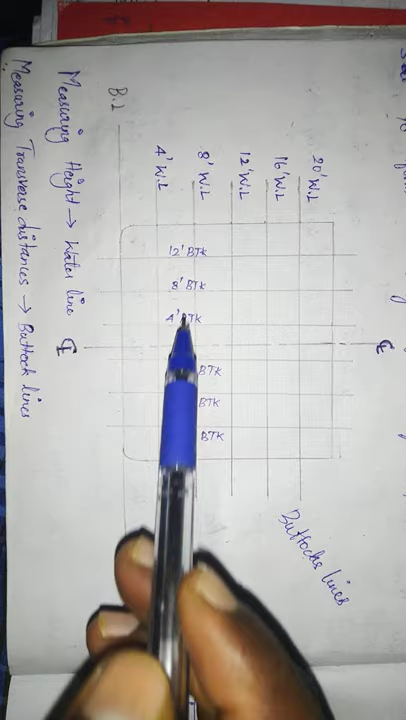 20' W.L
16' W.L
12' W.L
8' W.L
4' W.L
B.L
12' BTK
8' BTK
4' BTK
BTK
BTK
BTK
℄
℄
Buttocks lines
Measuring Height → Water line
Measuring Transverse distances → Buttock lines